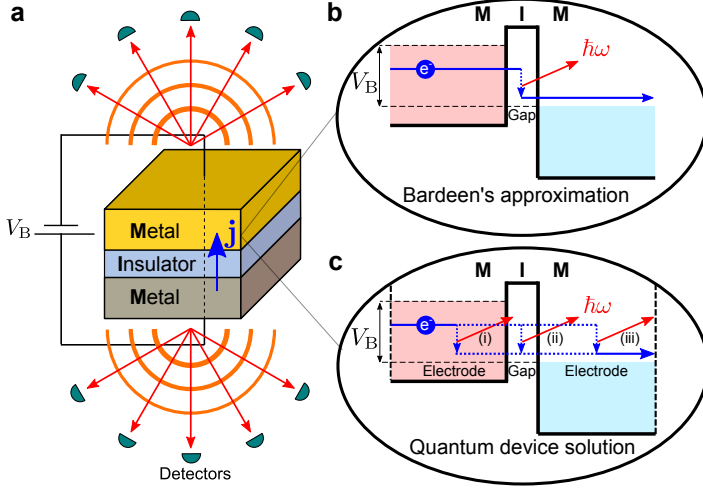 a
V_B
Metal
Insulator
Metal
j
Detectors
b
M I M
V_B
e-
ħω
Gap
Bardeen's approximation
c
M I M
V_B
e-
ħω
(i)
(ii)
(iii)
Electrode
Gap
Electrode
Quantum device solution